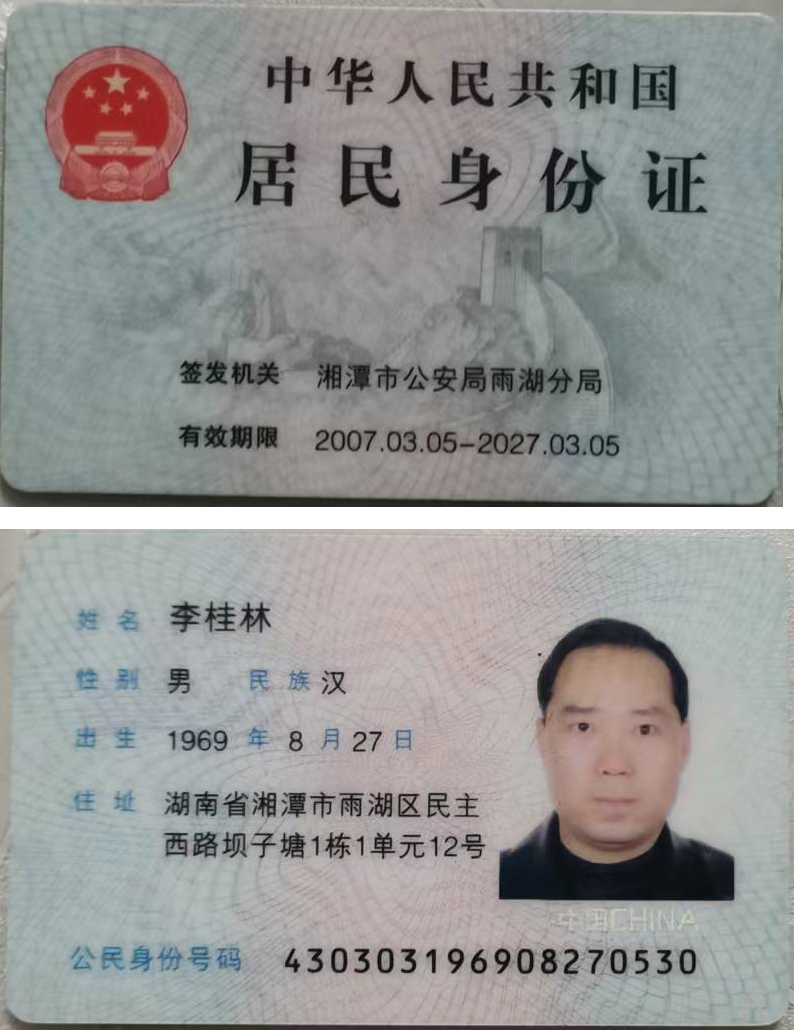 中华人民共和国
居民身份证
签发机关 湘潭市公安局雨湖分局
有效期限 2007.03.05-2027.03.05
姓名 李桂林
性别 男 民族 汉
出生 1969 年 8 月 27 日
住址 湖南省湘潭市雨湖区民主
西路坝子塘1栋1单元12号
中国CHINA
公民身份号码 430303196908270530